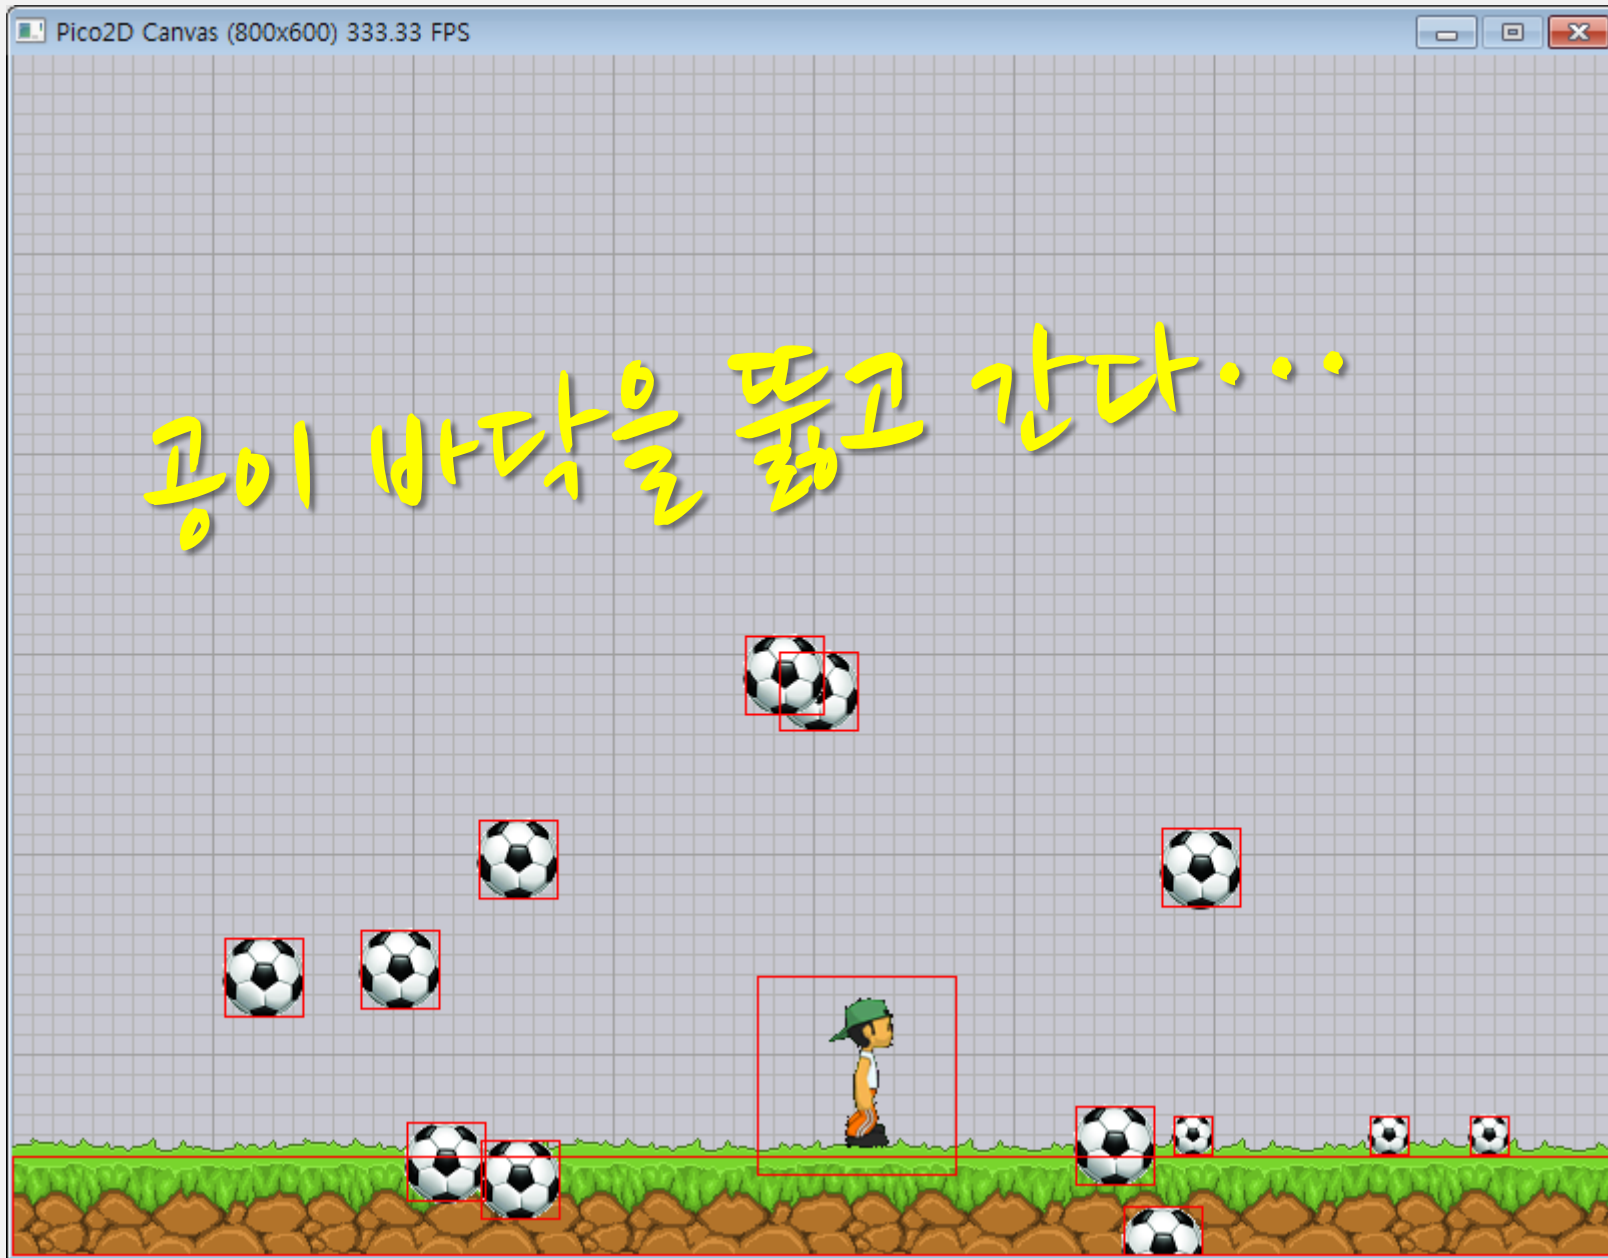 Pico2D Canvas (800x600) 333.33 FPS
공이 바닥을 뚫고 간다...